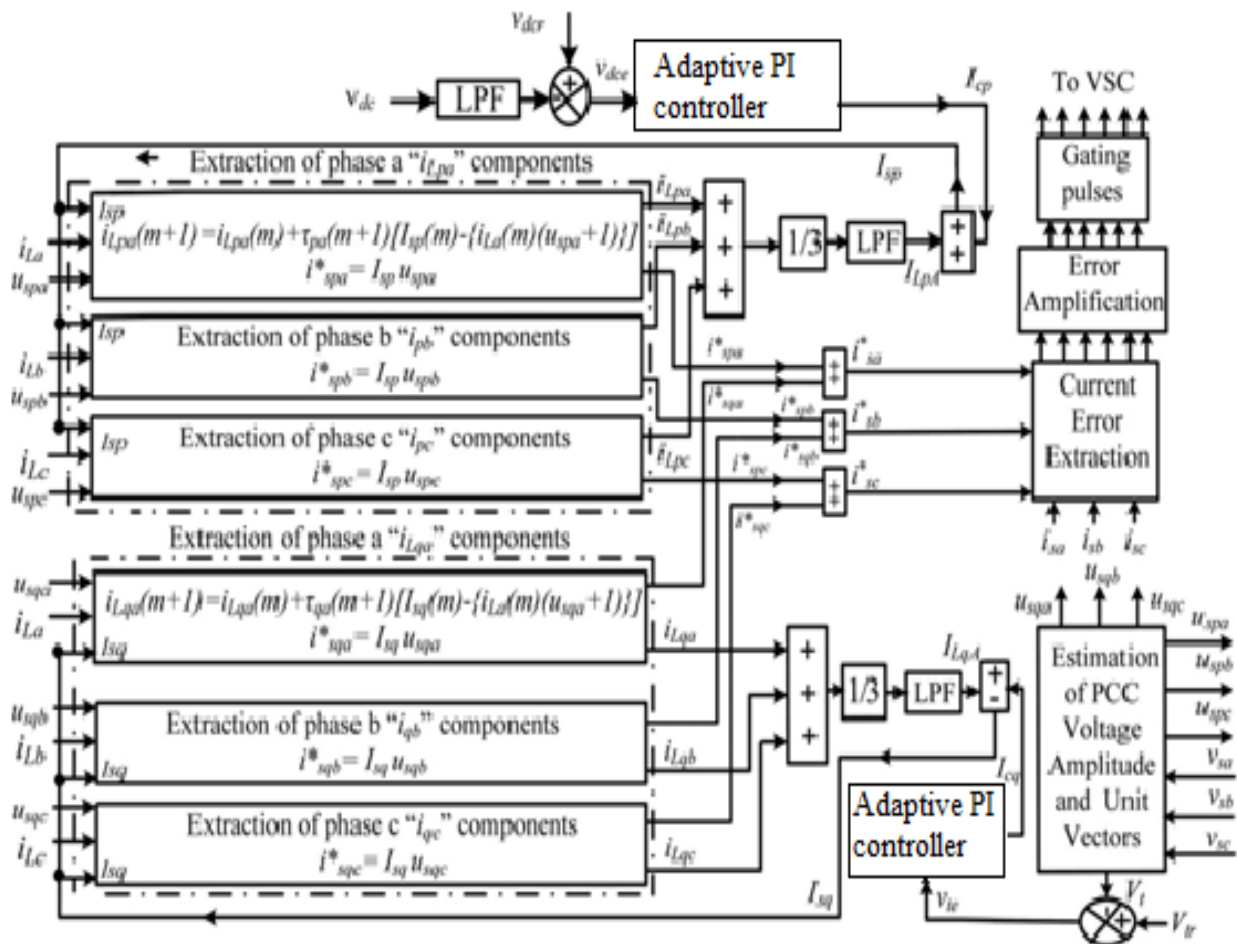 v_dcr
v_dc
LPF
+
-
v_dce
Adaptive PI
controller
I_cp
To VSC
Gating
pulses
Error
Amplification
Current
Error
Extraction
Extraction of phase a “i_Lpa” components
I_sp
i_La
u_spa
i_Lpa(m+1)=i_Lpa(m)+τ_pa(m+1)[I_sp(m)-{i_La(m)(u_spa+1)}]
i*_spa= I_sp u_spa
I_sp
i_Lb
u_spb
Extraction of phase b “i_pb” components
i*_spb= I_sp u_spb
I_sp
i_Lc
u_spc
Extraction of phase c “i_pc” components
i*_spc= I_sp u_spc
i_Lpa
i_Lpb
i_Lpc
+
+
+
1/3
LPF
I_LpA
+
+
I_sp
i*_spa
i*_sqa
+
+
i*_sa
i*_spb
i*_sqb
+
+
i*_sb
i*_spc
i*_sqc
+
+
i*_sc
i_sa
i_sb
i_sc
Extraction of phase a “i_Lqa” components
u_sqa
i_La
I_sq
i_Lqa(m+1)=i_Lqa(m)+τ_qa(m+1)[I_sq(m)-{i_La(m)(u_sqa+1)}]
i*_sqa= I_sq u_sqa
u_sqb
i_Lb
I_sq
Extraction of phase b “i_qb” components
i*_sqb= I_sq u_sqb
u_sqc
i_Lc
I_sq
Extraction of phase c “i_qc” components
i*_sqc= I_sq u_sqc
i_Lqa
i_Lqb
i_Lqc
+
+
+
1/3
LPF
I_LqA
+
-
I_cq
I_sq
Adaptive PI
controller
v_te
u_sqa
u_sqb
u_sqc
Estimation
of PCC
Voltage
Amplitude
and Unit
Vectors
u_spa
u_spb
u_spc
v_sa
v_sb
v_sc
V_t
-
+
V_tr